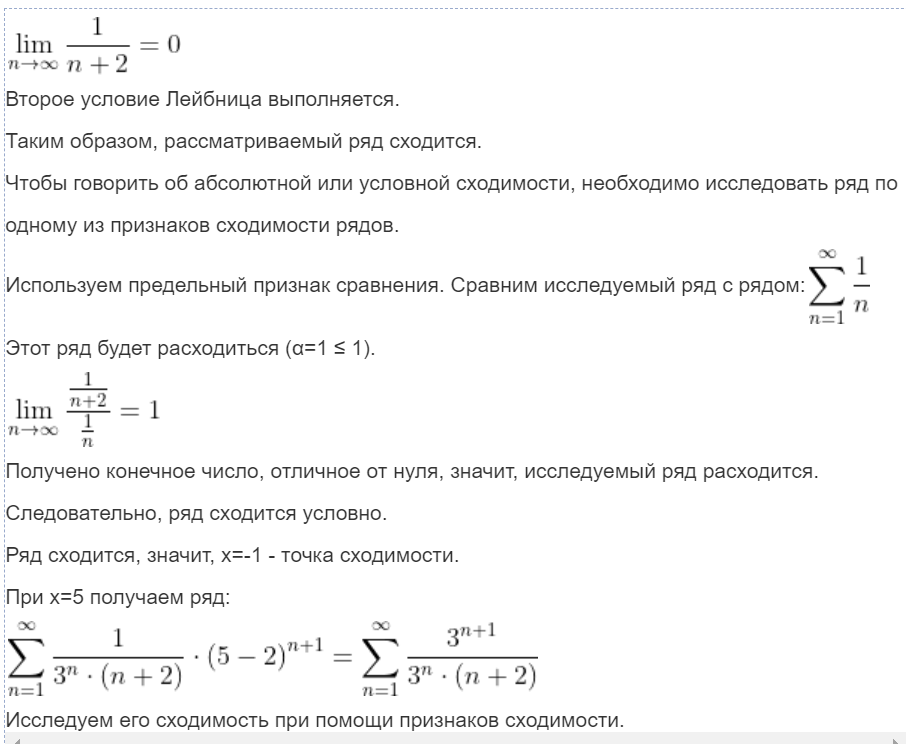 lim n→∞ 1/(n + 2) = 0
Второе условие Лейбница выполняется.
Таким образом, рассматриваемый ряд сходится.
Чтобы говорить об абсолютной или условной сходимости, необходимо исследовать ряд по
одному из признаков сходимости рядов.
Используем предельный признак сравнения. Сравним исследуемый ряд с рядом: ∑_{n=1}^{∞} 1/n
Этот ряд будет расходиться (α=1 ≤ 1).
lim n→∞ (1/(n+2))/(1/n) = 1
Получено конечное число, отличное от нуля, значит, исследуемый ряд расходится.
Следовательно, ряд сходится условно.
Ряд сходится, значит, x=-1 - точка сходимости.
При x=5 получаем ряд:
∑_{n=1}^{∞} 1/(3^n · (n + 2)) · (5 − 2)^{n+1} = ∑_{n=1}^{∞} 3^{n+1}/(3^n · (n + 2))
Исследуем его сходимость при помощи признаков сходимости.